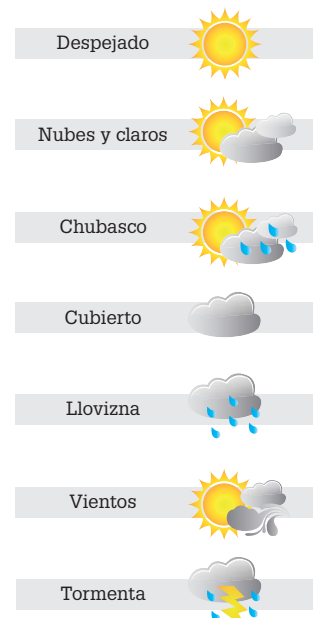 Despejado
Nubes y claros
Chubasco
Cubierto
Llovizna
Vientos
Tormenta